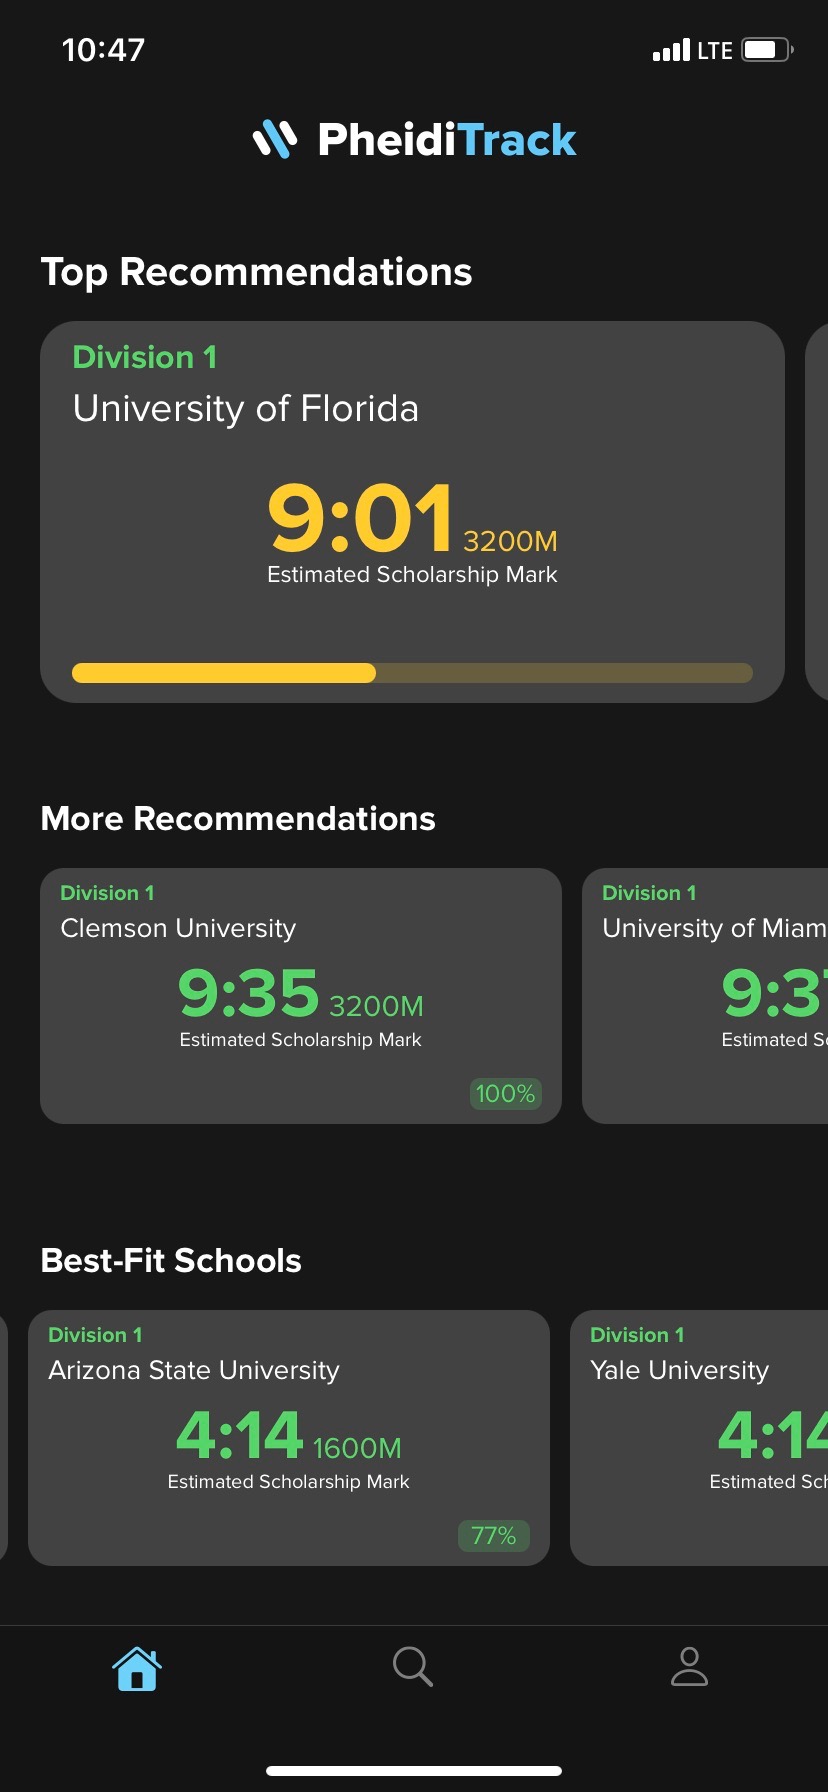 10:47
LTE
PheidiTrack
Top Recommendations
Division 1
University of Florida
9:01 3200M
Estimated Scholarship Mark
More Recommendations
Division 1
Clemson University
9:35 3200M
Estimated Scholarship Mark
100%
Division 1
University of Miam
9:3
Estimated S
Best-Fit Schools
Division 1
Arizona State University
4:14 1600M
Estimated Scholarship Mark
77%
Division 1
Yale University
4:14
Estimated Sch